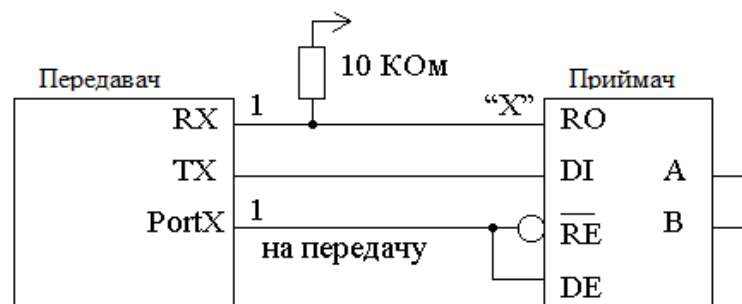 10 КОм
Передавач
Приймач
RX 1 “X” RO
TX DI A
PortX 1 RE B
на передачу
DE